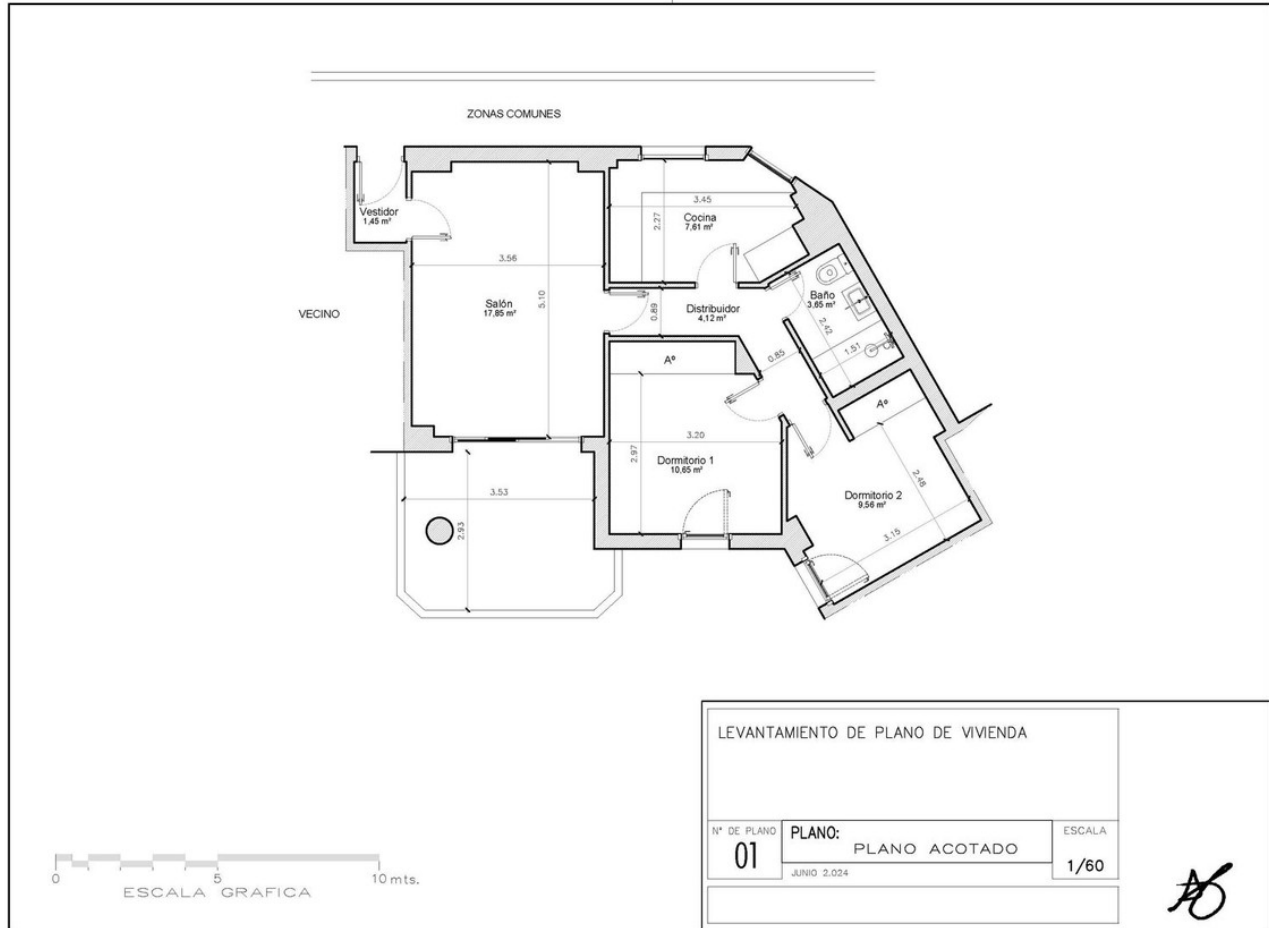 ZONAS COMUNES
Vestidor
1,45 m²
3.45
Cocina
7,61 m²
2.27
3.56
5.10
Salón
17,85 m²
VECINO
0.89
Distribuidor
4,12 m²
Baño
3,65 m²
2.42
1.51
0.85
Aº
Aº
3.20
2.97
Dormitorio 1
10,65 m²
2.48
Dormitorio 2
9,56 m²
3.15
3.53
2.93
LEVANTAMIENTO DE PLANO DE VIVIENDA
Nº DE PLANO
01
PLANO:
PLANO ACOTADO
JUNIO 2.024
ESCALA
1/60
0 5 10 mts.
ESCALA GRAFICA